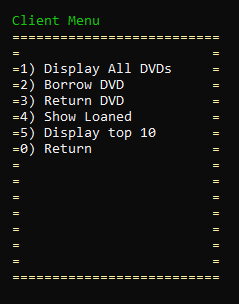 Client Menu
==========================
=                        =
=1) Display All DVDs     =
=2) Borrow DVD           =
=3) Return DVD           =
=4) Show Loaned          =
=5) Display top 10       =
=0) Return               =
=                        =
=                        =
=                        =
=                        =
=                        =
=                        =
=                        =
==========================